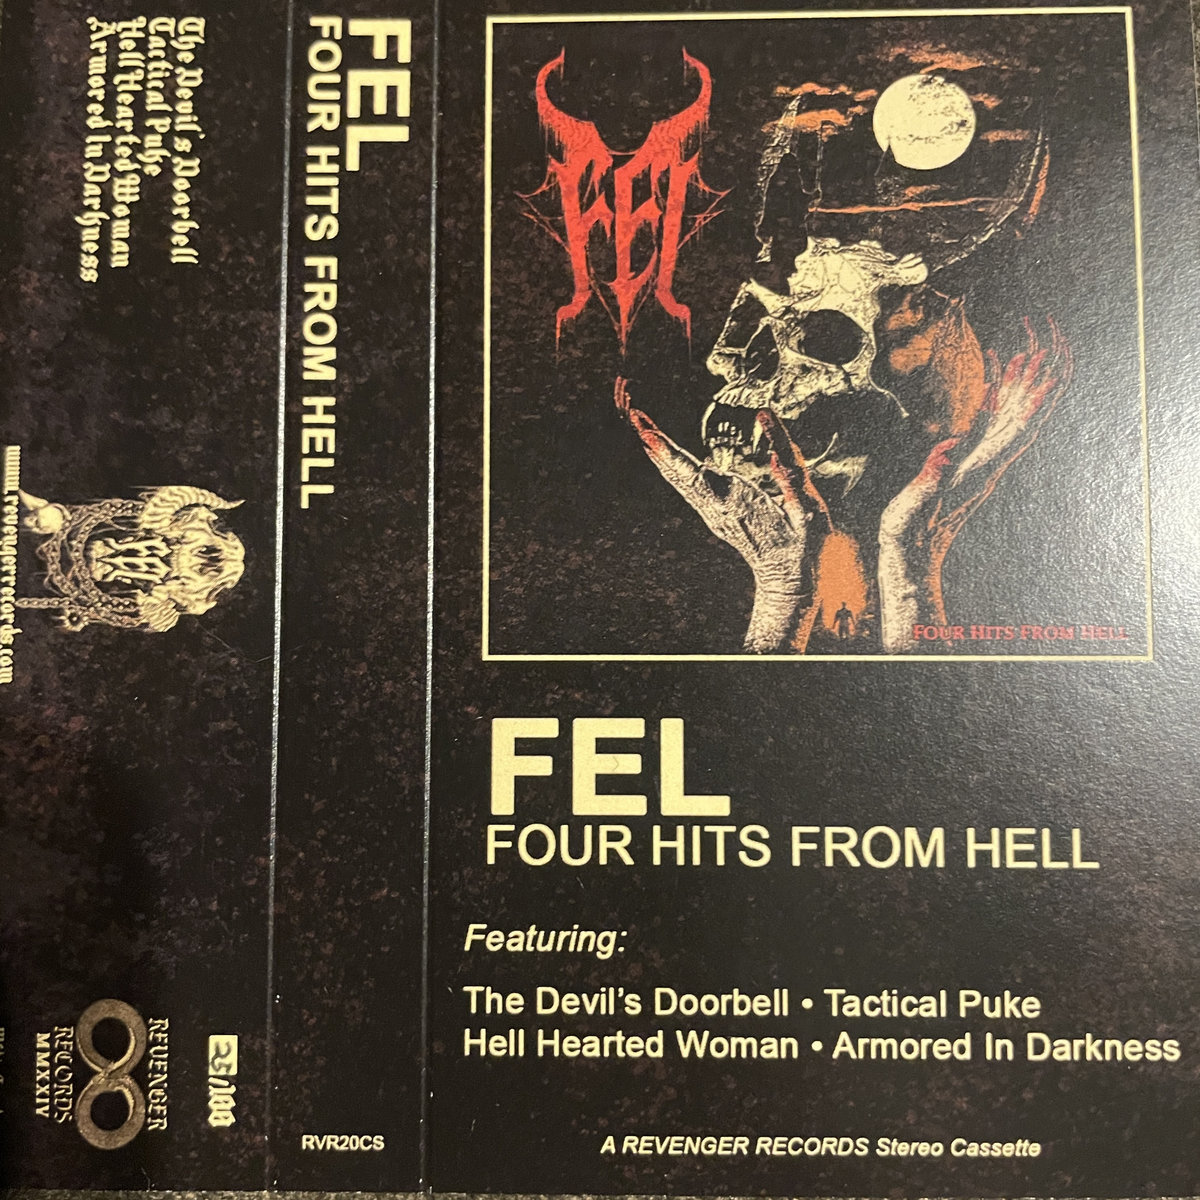 The Devil's Doorbell
Tactical Puke
Hell Hearted Woman
Armored In Darkness
www.revengerrecords.com
REVENGER
RECORDS
MMXXIV
/100
FEL
FOUR HITS FROM HELL
RVR20CS
FEL
FOUR HITS FROM HELL
FEL
FOUR HITS FROM HELL
Featuring:
The Devil's Doorbell • Tactical Puke
Hell Hearted Woman • Armored In Darkness
A REVENGER RECORDS Stereo Cassette